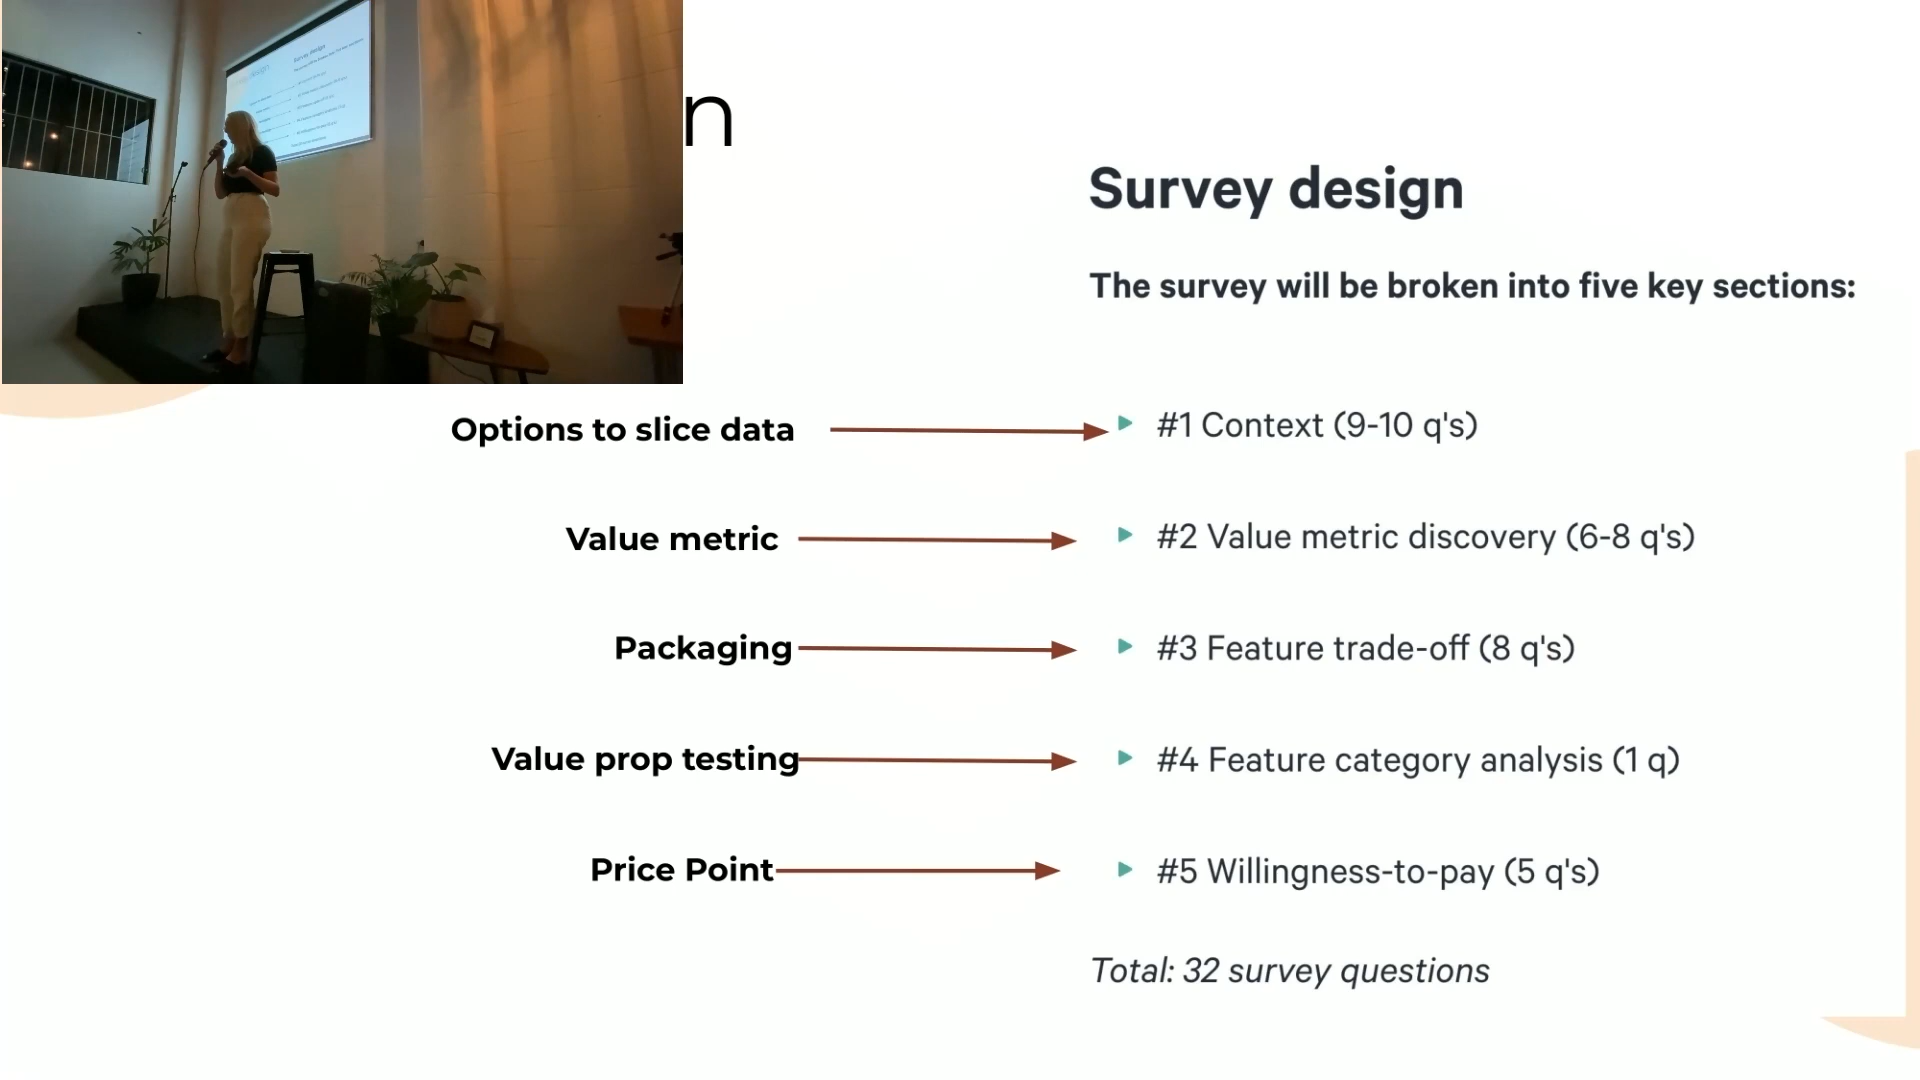 n
Survey design
The survey will be broken into five key sections:
Options to slice data
#1 Context (9-10 q's)
Value metric
#2 Value metric discovery (6-8 q's)
Packaging
#3 Feature trade-off (8 q's)
Value prop testing
#4 Feature category analysis (1 q)
Price Point
#5 Willingness-to-pay (5 q's)
Total: 32 survey questions